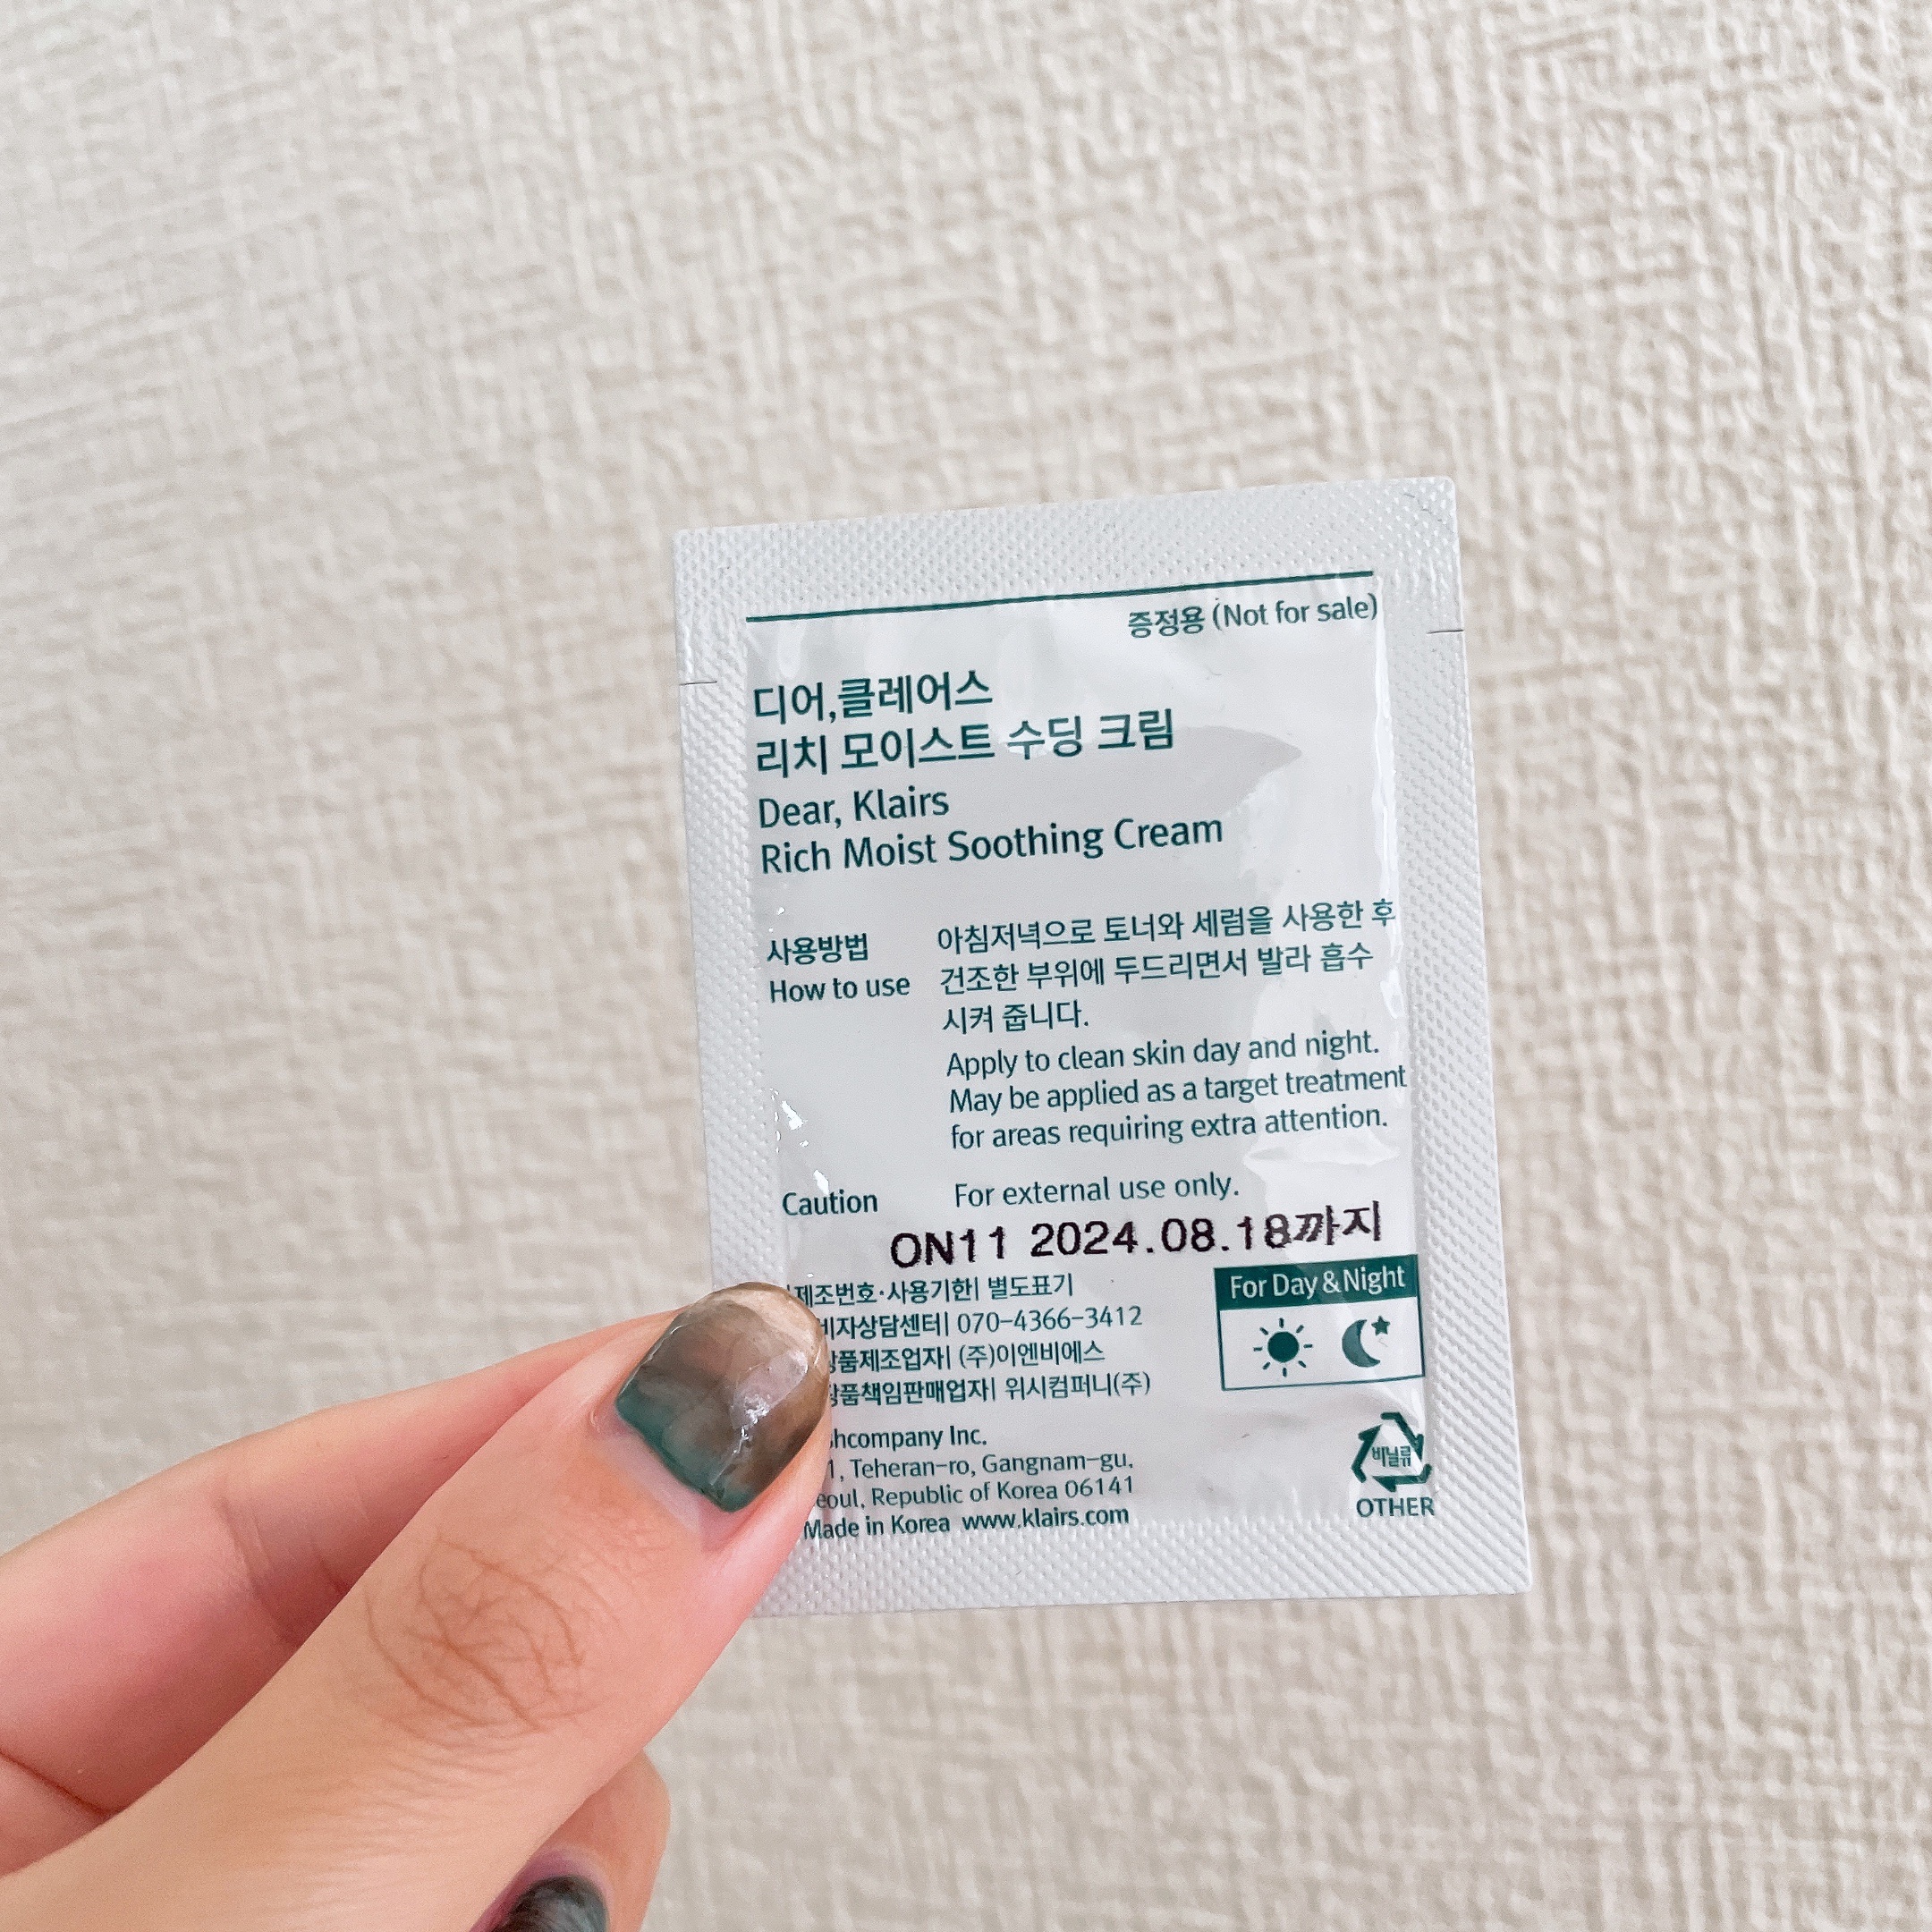 증정용 (Not for sale)
디어,클레어스
리치 모이스트 수딩 크림
Dear, Klairs
Rich Moist Soothing Cream
사용방법
How to use
아침저녁으로 토너와 세럼을 사용한 후
건조한 부위에 두드리면서 발라 흡수
시켜 줍니다.
Apply to clean skin day and night.
May be applied as a target treatment
for areas requiring extra attention.
Caution For external use only.
ON11 2024.08.18까지
제조번호·사용기한| 별도표기
비자상담센터| 070-4366-3412
품제조업자| (주)이엔비에스
품책임판매업자| 위시컴퍼니(주)
For Day & Night
hcompany Inc.
1, Teheran-ro, Gangnam-gu,
eoul, Republic of Korea 06141
Made in Korea www.klairs.com
비닐류
OTHER